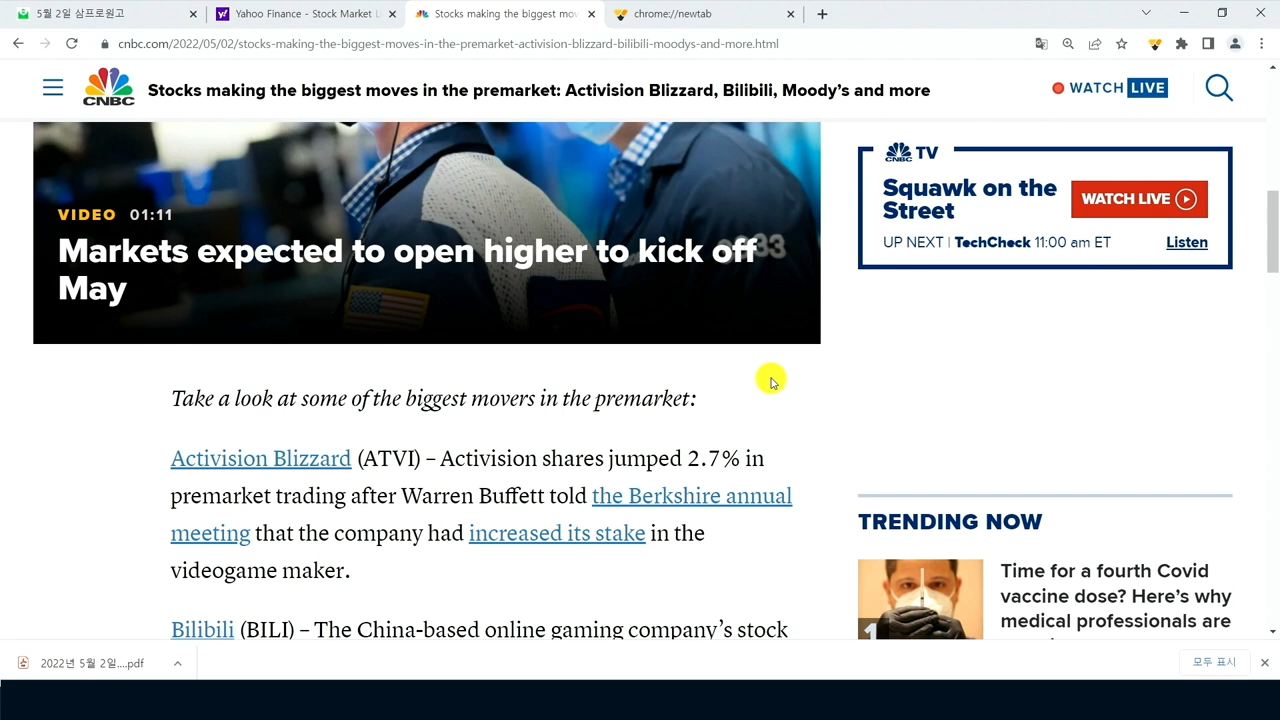 5월 2일 삼프로원고
Yahoo Finance - Stock Market L
Stocks making the biggest mov
chrome://newtab
cnbc.com/2022/05/02/stocks-making-the-biggest-moves-in-the-premarket-activision-blizzard-bilibili-moodys-and-more.html
CNBC
Stocks making the biggest moves in the premarket: Activision Blizzard, Bilibili, Moody's and more
WATCH LIVE
VIDEO 01:11
Markets expected to open higher to kick off
May
CNBC TV
Squawk on the
Street
WATCH LIVE
UP NEXT | TechCheck 11:00 am ET
Listen
Take a look at some of the biggest movers in the premarket:
Activision Blizzard (ATVI) – Activision shares jumped 2.7% in
premarket trading after Warren Buffett told the Berkshire annual
meeting that the company had increased its stake in the
videogame maker.
Bilibili (BILI) – The China-based online gaming company's stock
TRENDING NOW
1
Time for a fourth Covid
vaccine dose? Here's why
medical professionals are
2022년 5월 2일....pdf
모두 표시